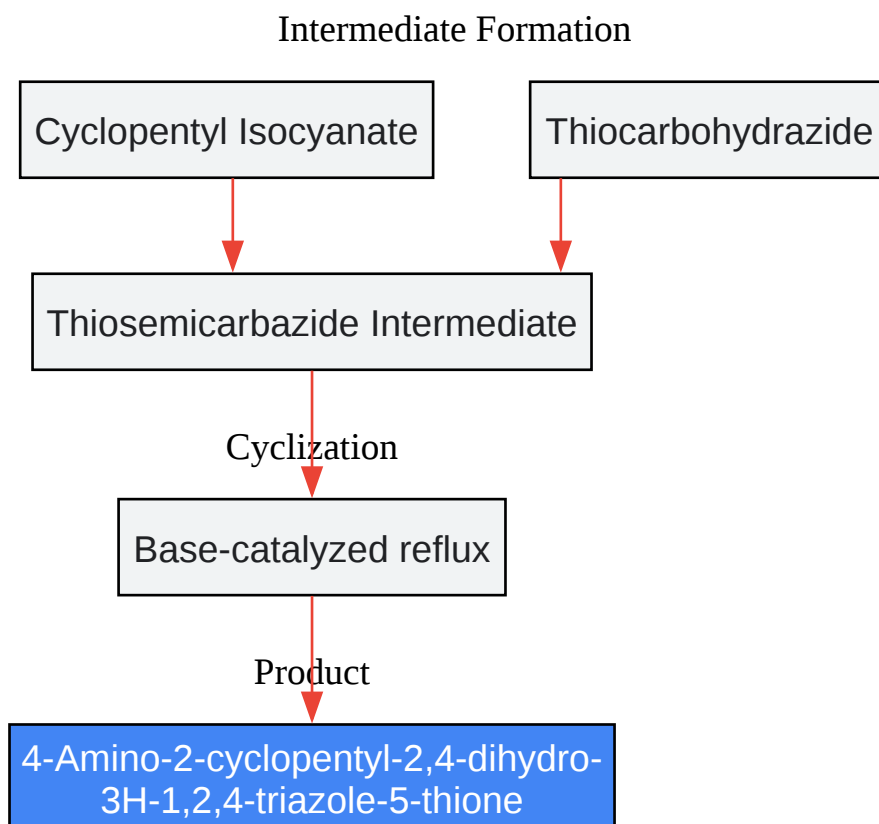 Intermediate Formation
Cyclopentyl Isocyanate
Thiocarbohydrazide
Thiosemicarbazide Intermediate
Cyclization
Base-catalyzed reflux
Product
4-Amino-2-cyclopentyl-2,4-dihydro-
3H-1,2,4-triazole-5-thione